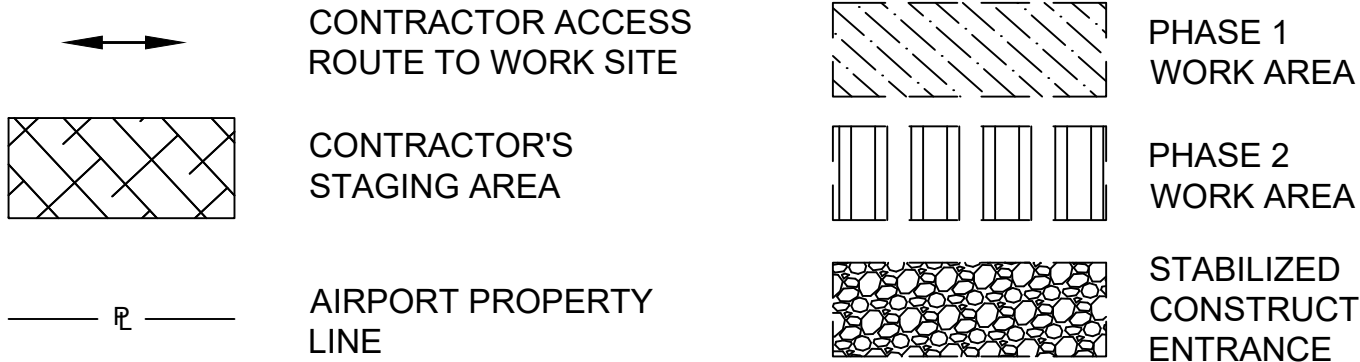 CONTRACTOR ACCESS
ROUTE TO WORK SITE
CONTRACTOR'S
STAGING AREA
PL
AIRPORT PROPERTY
LINE
PHASE 1
WORK AREA
PHASE 2
WORK AREA
STABILIZED
CONSTRUCT
ENTRANCE